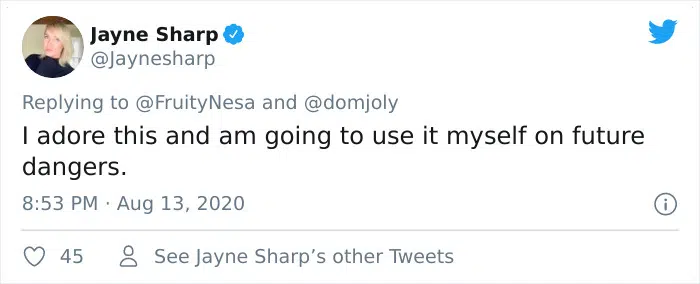 Jayne Sharp
@Jaynesharp
Replying to @FruityNesa and @domjoly
I adore this and am going to use it myself on future
dangers.
8:53 PM · Aug 13, 2020
45 See Jayne Sharp’s other Tweets